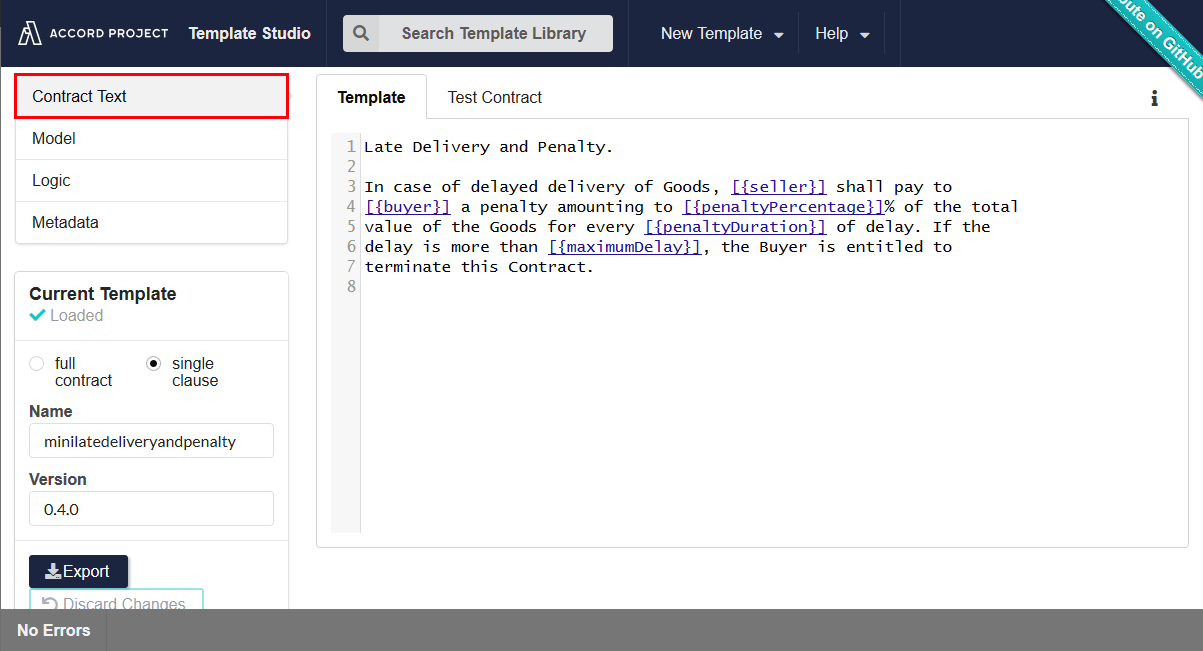 ACCORD PROJECT Template Studio Search Template Library New Template Help
bute on GitHub
Contract Text
Model
Logic
Metadata
Current Template
Loaded
full contract
single clause
Name
minilatedeliveryandpenalty
Version
0.4.0
Export
Discard Changes
Template Test Contract
1 Late Delivery and Penalty.
2
3 In case of delayed delivery of Goods, [[{seller}]] shall pay to
4 [[{buyer}]] a penalty amounting to [[{penaltyPercentage}]]% of the total
5 value of the Goods for every [[{penaltyDuration}]] of delay. If the
6 delay is more than [[{maximumDelay}]], the Buyer is entitled to
7 terminate this Contract.
8
No Errors